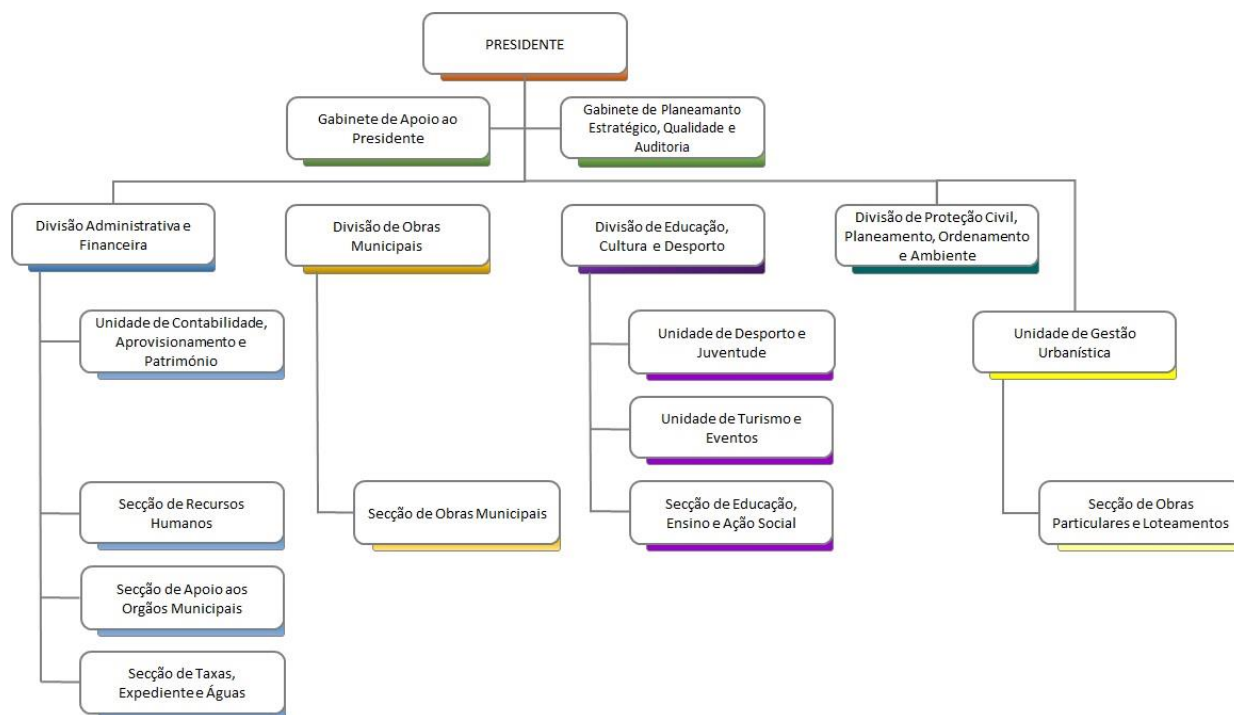 PRESIDENTE
Gabinete de Apoio ao
Presidente
Gabinete de Planeamanto
Estratégico, Qualidade e
Auditoria
Divisão Administrativa e
Financeira
Divisão de Obras
Municipais
Divisão de Educação,
Cultura e Desporto
Divisão de Proteção Civil,
Planeamento, Ordenamento
e Ambiente
Unidade de Contabilidade,
Aprovisionamento e
Património
Unidade de Desporto e
Juventude
Unidade de Gestão
Urbanística
Unidade de Turismo e
Eventos
Secção de Recursos
Humanos
Secção de Obras Municipais
Secção de Educação,
Ensino e Ação Social
Secção de Obras
Particulares e Loteamentos
Secção de Apoio aos
Orgãos Municipais
Secção de Taxas,
Expediente e Águas